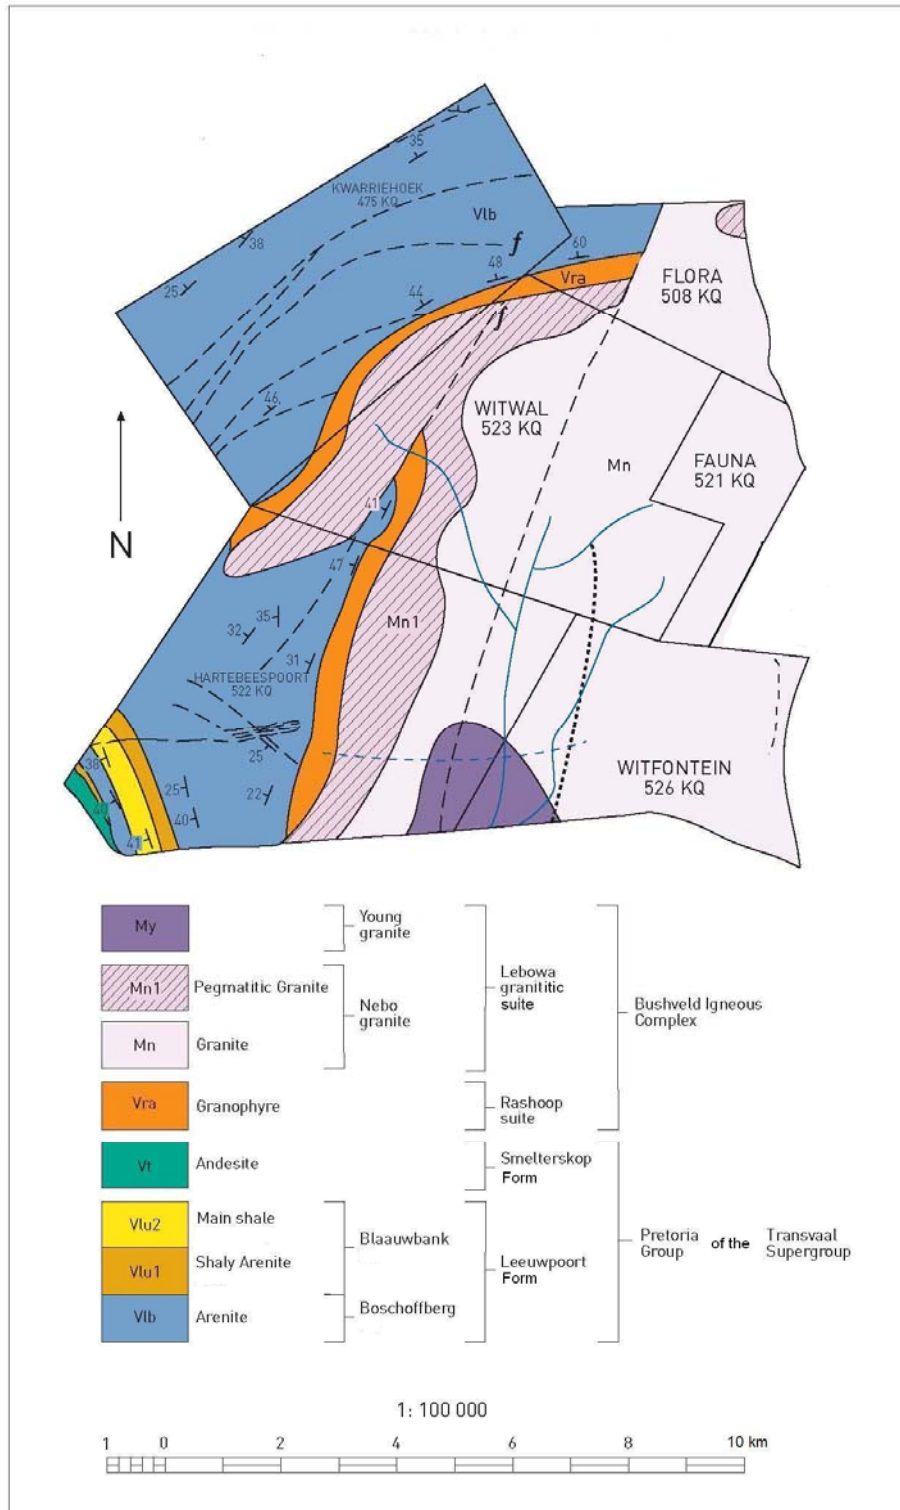 35
KWARRIEHOEK
475 KQ
Vlb
38
f
60
48
Vra
25
44
f
FLORA
508 KQ
46
WITWAL
523 KQ
Mn
FAUNA
521 KQ
41
N
47
35
32
Mn1
31
HARTEBEESPOORT
522 KQ
25
38
25
22
WITFONTEIN
526 KQ
40
40
41
My
Young
granite
Mn1
Pegmatitic Granite
Nebo
granite
Lebowa
granititic
suite
Bushveld Igneous
Complex
Mn
Granite
Vra
Granophyre
Rashoop
suite
Vt
Andesite
Smelterskop
Form
Vlu2
Main shale
Blaauwbank
Vlu1
Shaly Arenite
Leeuwpoort
Form
Pretoria
Group
of the
Transvaal
Supergroup
Vlb
Arenite
Boschoffberg
1: 100 000
1 0 2 4 6 8 10 km